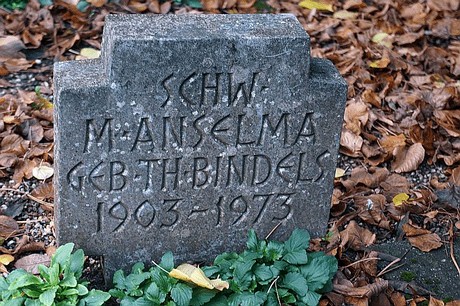 SCHW·
M·ANSELMA
GEB·TH·BINDELS
1903-1973